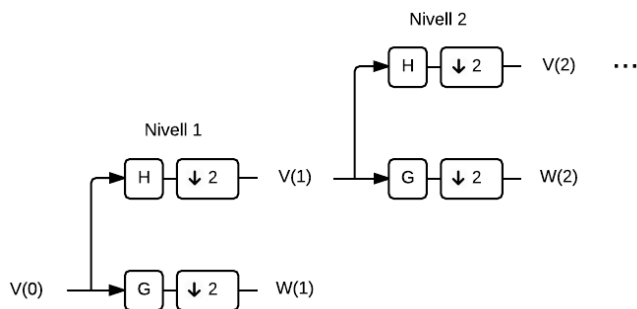 Nivell 2
H ↓ 2 V(2) ...
Nivell 1
H ↓ 2 V(1) G ↓ 2 W(2)
V(0) G ↓ 2 W(1)